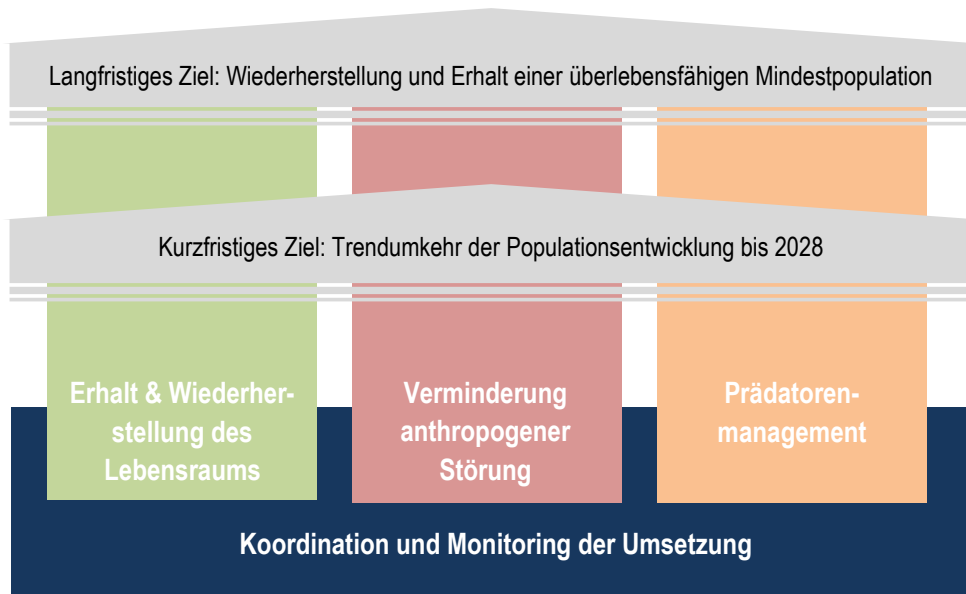 Langfristiges Ziel: Wiederherstellung und Erhalt einer überlebensfähigen Mindestpopulation
Kurzfristiges Ziel: Trendumkehr der Populationsentwicklung bis 2028
Erhalt & Wiederher-
stellung des
Lebensraums
Verminderung
anthropogener
Störung
Prädatoren-
management
Koordination und Monitoring der Umsetzung